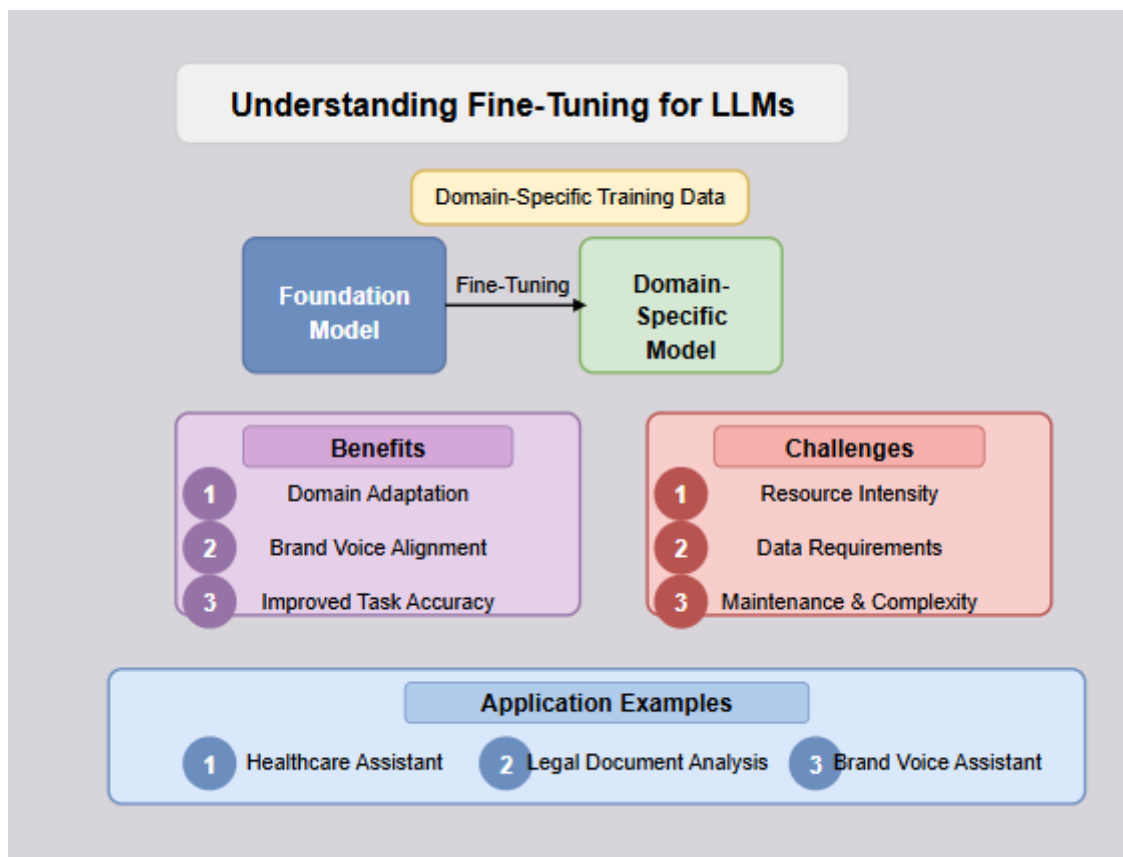 Understanding Fine-Tuning for LLMs
Domain-Specific Training Data
Foundation
Model
Fine-Tuning
Domain-
Specific
Model
Benefits
1 Domain Adaptation
2 Brand Voice Alignment
3 Improved Task Accuracy
Challenges
1 Resource Intensity
2 Data Requirements
3 Maintenance & Complexity
Application Examples
1 Healthcare Assistant
2 Legal Document Analysis
3 Brand Voice Assistant